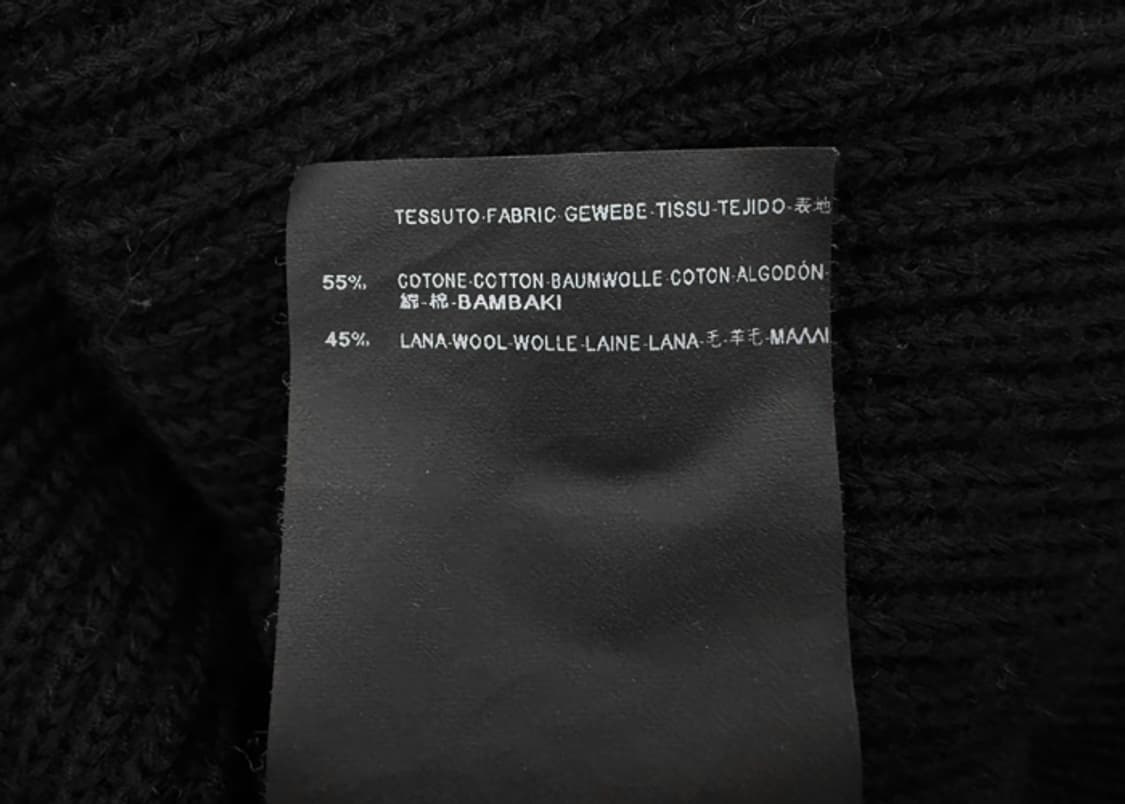 TESSUTO-FABRIC-GEWEBE-TISSU-TEJIDO-表地
55% COTONE-COTTON-BAUMWOLLE-COTON-ALGODÓN-
綿-棉-BAMBAKI
45% LANA-WOOL-WOLLE-LAINE-LANA-毛-羊毛-ΜΑΛΛΙ